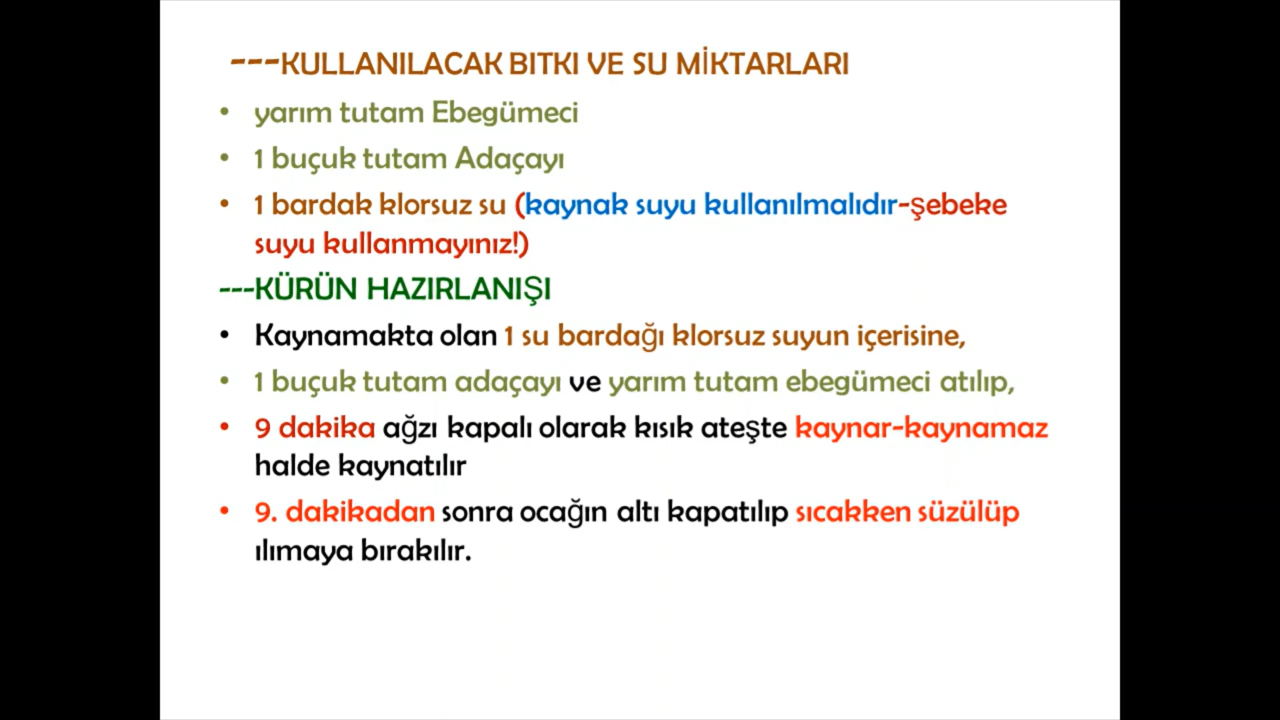 ---KULLANILACAK BITKI VE SU MİKTARLARI
• yarım tutam Ebegümeci
• 1 buçuk tutam Adaçayı
• 1 bardak klorsuz su (kaynak suyu kullanılmalıdır-şebeke
suyu kullanmayınız!)
---KÜRÜN HAZIRLANIŞI
• Kaynamakta olan 1 su bardağı klorsuz suyun içerisine,
• 1 buçuk tutam adaçayı ve yarım tutam ebegümeci atılıp,
• 9 dakika ağzı kapalı olarak kısık ateşte kaynar-kaynamaz
halde kaynatılır
• 9. dakikadan sonra ocağın altı kapatılıp sıcakken süzülüp
ılımaya bırakılır.